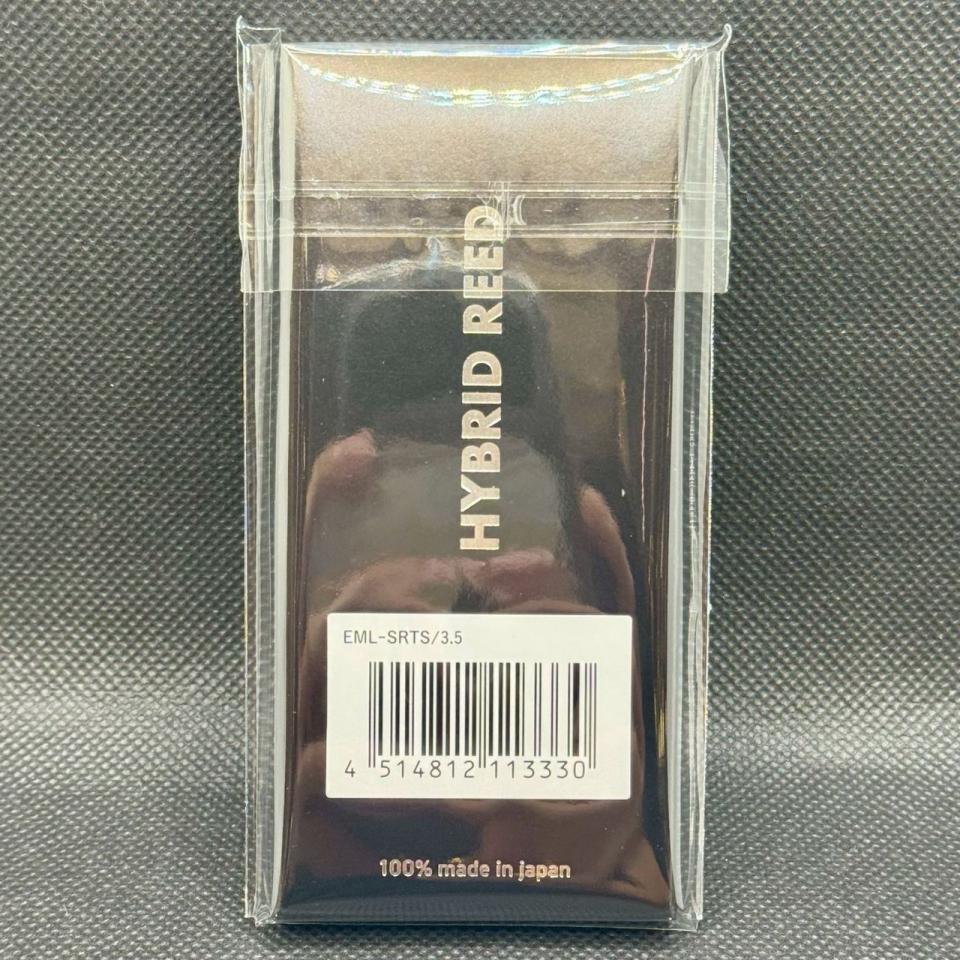 HYBRID REED
EML-SRTS/3.5
4 514812 113330
100% made in japan